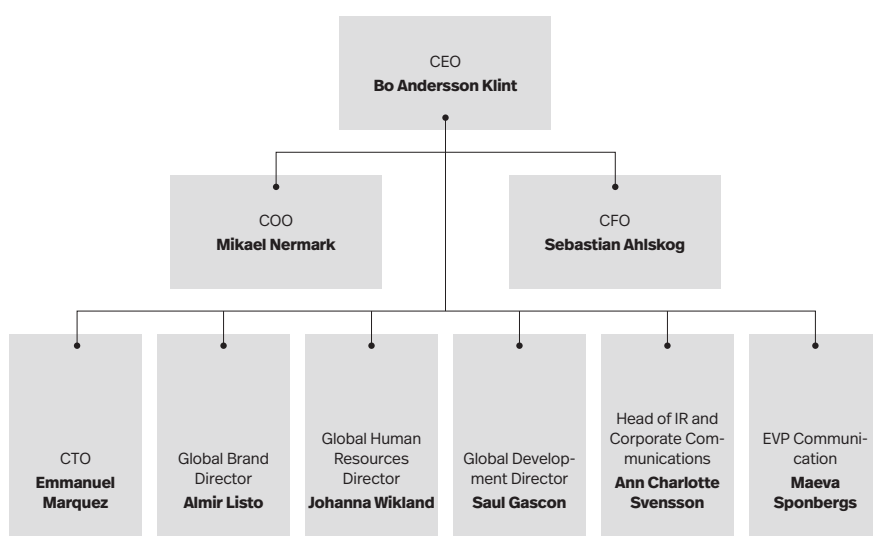 CEO
Bo Andersson Klint
COO
Mikael Nermark
CFO
Sebastian Ahlskog
CTO
Emmanuel
Marquez
Global Brand
Director
Almir Listo
Global Human
Resources
Director
Johanna Wikland
Global Develop-
ment Director
Saul Gascon
Head of IR and
Corporate Com-
munications
Ann Charlotte
Svensson
EVP Communi-
cation
Maeva
Sponbergs